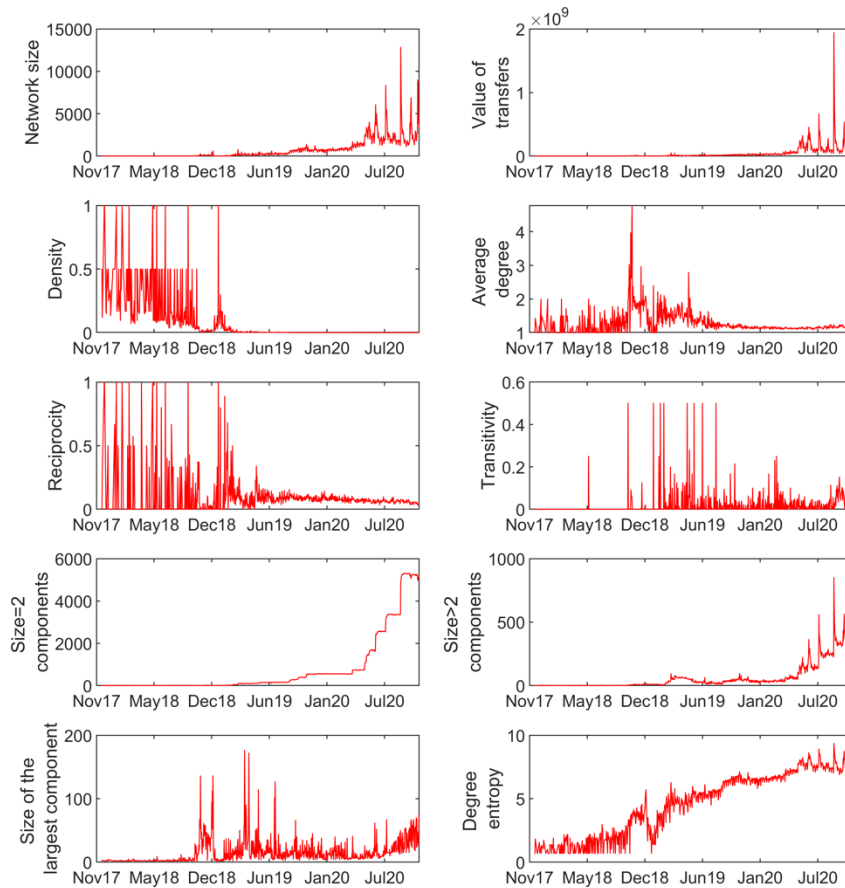 15000
10000
5000
0
Network size
Nov17 May18 Dec18 Jun19 Jan20 Jul20
2 ×10^9
1
0
Value of
transfers
Nov17 May18 Dec18 Jun19 Jan20 Jul20
1
0.5
0
Density
Nov17 May18 Dec18 Jun19 Jan20 Jul20
4
3
2
1
Average
degree
Nov17 May18 Dec18 Jun19 Jan20 Jul20
1
0.5
0
Reciprocity
Nov17 May18 Dec18 Jun19 Jan20 Jul20
0.6
0.4
0.2
0
Transitivity
Nov17 May18 Dec18 Jun19 Jan20 Jul20
6000
4000
2000
0
Size=2
components
Nov17 May18 Dec18 Jun19 Jan20 Jul20
1000
500
0
Size>2
components
Nov17 May18 Dec18 Jun19 Jan20 Jul20
200
100
0
Size of the
largest component
Nov17 May18 Dec18 Jun19 Jan20 Jul20
10
5
0
Degree
entropy
Nov17 May18 Dec18 Jun19 Jan20 Jul20